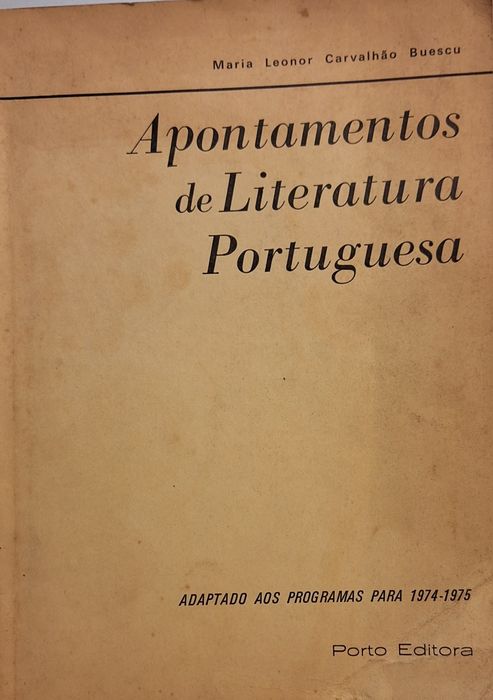 Maria Leonor Carvalhão Buescu
Apontamentos
de Literatura
Portuguesa
ADAPTADO AOS PROGRAMAS PARA 1974-1975
Porto Editora